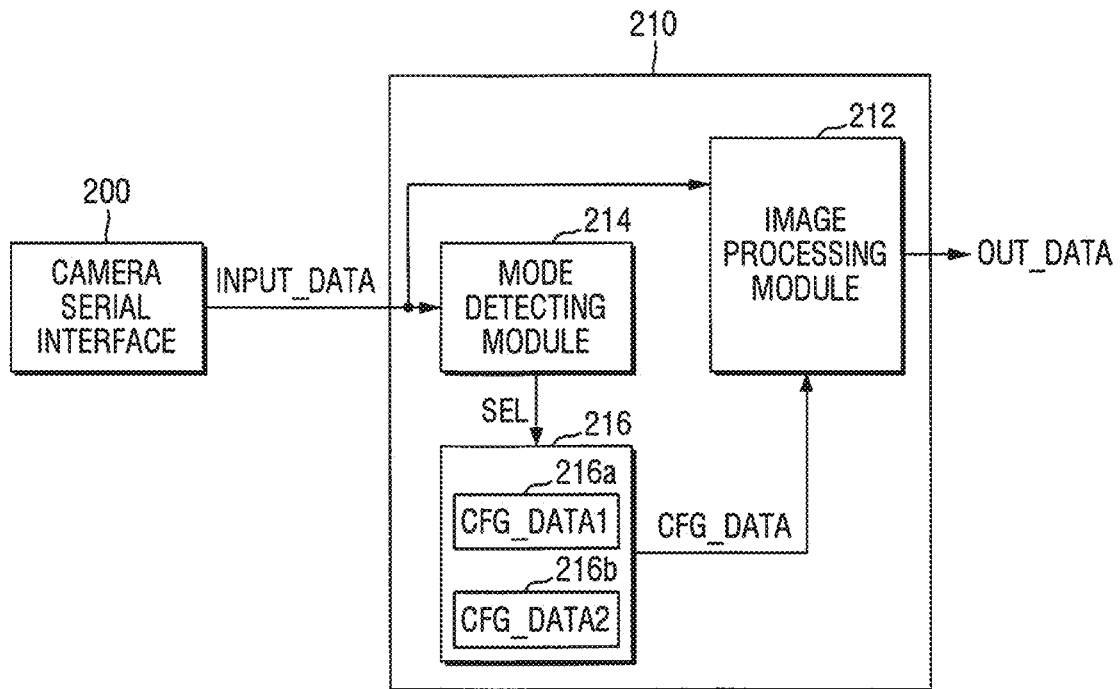 210
212
200
214
CAMERA
SERIAL
INTERFACE
INPUT_DATA
MODE
DETECTING
MODULE
IMAGE
PROCESSING
MODULE
OUT_DATA
SEL
216
216a
CFG_DATA1
CFG_DATA
216b
CFG_DATA2